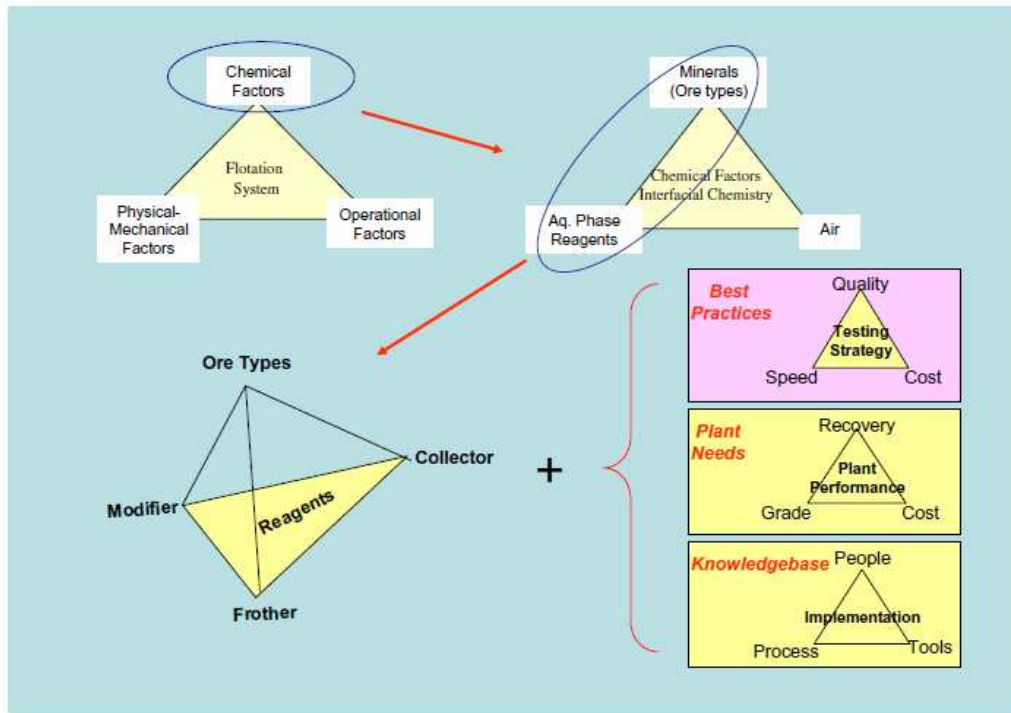 Chemical
Factors
Flotation
System
Physical-
Mechanical
Factors
Operational
Factors
Minerals
(Ore types)
Chemical Factors
Interfacial Chemistry
Aq. Phase
Reagents
Air
Ore Types
Collector
Modifier
Reagents
Frother
+
Best
Practices
Quality
Testing
Strategy
Speed
Cost
Plant
Needs
Recovery
Plant
Performance
Grade
Cost
Knowledgebase
People
Implementation
Process
Tools